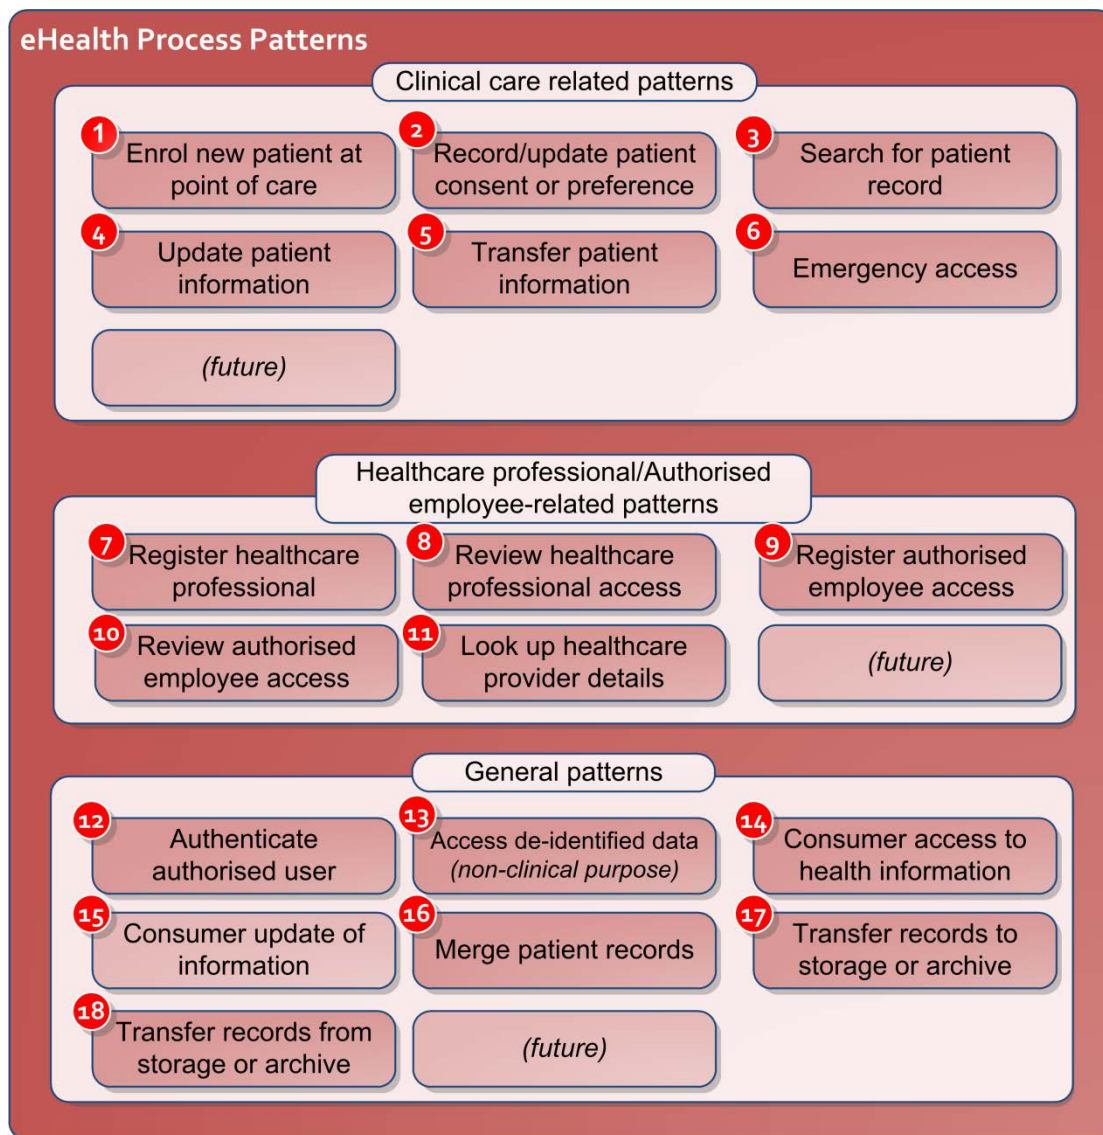 eHealth Process Patterns
Clinical care related patterns
1
Enrol new patient at
point of care
2
Record/update patient
consent or preference
3
Search for patient
record
4
Update patient
information
5
Transfer patient
information
6
Emergency access
(future)
Healthcare professional/Authorised
employee-related patterns
7
Register healthcare
professional
8
Review healthcare
professional access
9
Register authorised
employee access
10
Review authorised
employee access
11
Look up healthcare
provider details
(future)
General patterns
12
Authenticate
authorised user
13
Access de-identified data
(non-clinical purpose)
14
Consumer access to
health information
15
Consumer update of
information
16
Merge patient records
17
Transfer records to
storage or archive
18
Transfer records from
storage or archive
(future)